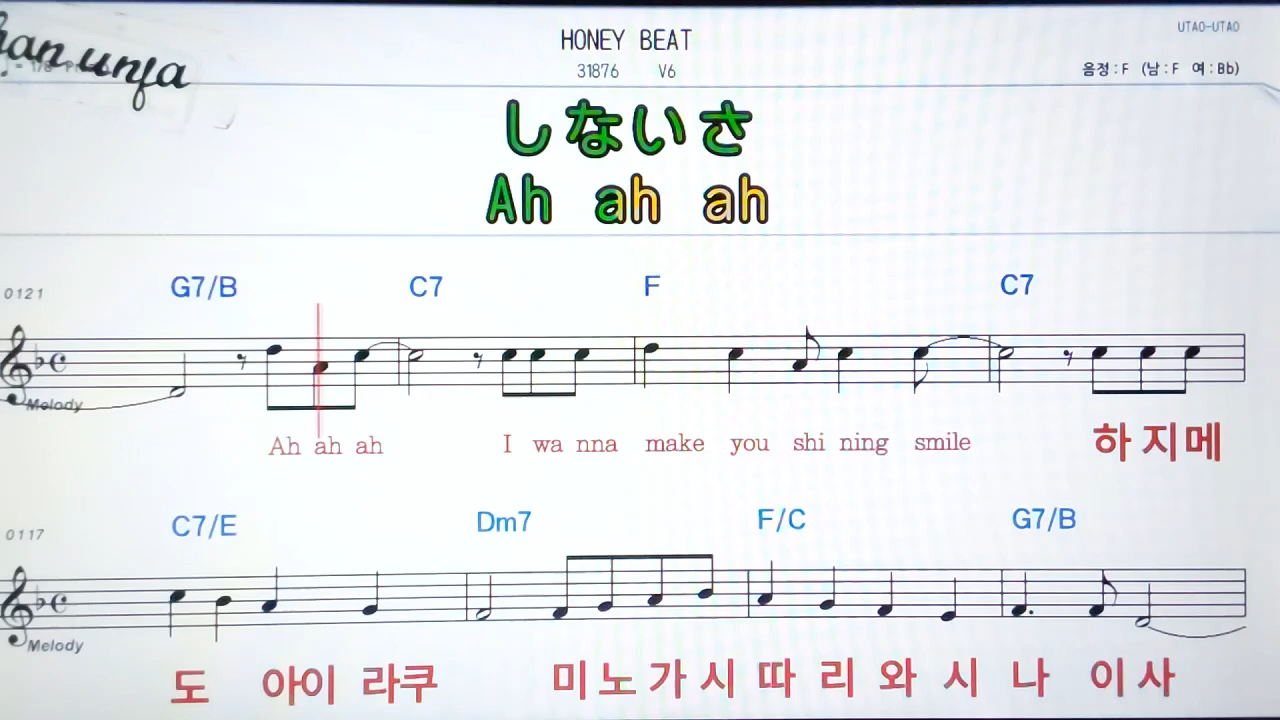 HONEY BEAT
UTAO-UTAO
31876 V6
음정:F (남:F 여:Bb)
しないさ
Ah ah ah
G7/B C7 F C7
0121
Melody
Ah ah ah I wa nna make you shi ning smile 하 지 메
C7/E Dm7 F/C G7/B
0117
Melody
도 아이 라쿠 미 노 가 시 따 리 와 시 나 이 사